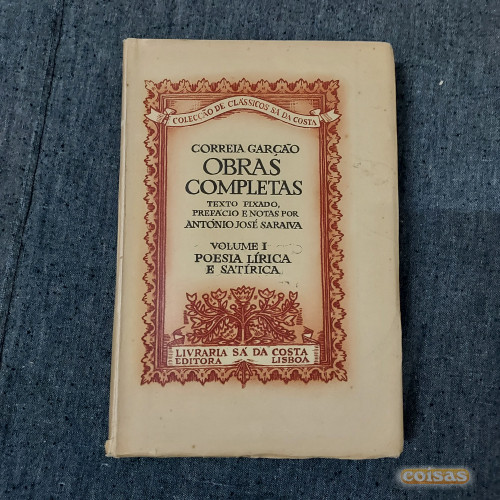 COLECÇÃO DE CLÁSSICOS SÁ DA COSTA
CORREIA GARÇÃO
OBRAS
COMPLETAS
TEXTO FIXADO,
PREFÁCIO E NOTAS POR
ANTÓNIO JOSÉ SARAIVA
VOLUME I
POESIA LÍRICA
E SATÍRICA
LIVRARIA SÁ DA COSTA
EDITORA LISBOA
coisas